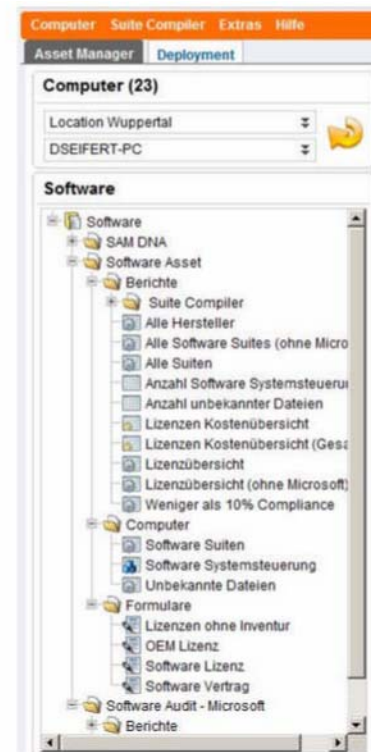 Computer Suite Compiler Extras Hilfe
Asset Manager Deployment
Computer (23)
Location Wuppertal
DSEIFERT-PC
Software
Software
SAM DNA
Software Asset
Berichte
Suite Compiler
Alle Hersteller
Alle Software Suites (ohne Micro
Alle Suiten
Anzahl Software Systemsteuerun
Anzahl unbekannter Dateien
Lizenzen Kostenübersicht
Lizenzen Kostenübersicht (Gesa
Lizenzübersicht
Lizenzübersicht (ohne Microsoft)
Weniger als 10% Compliance
Computer
Software Suiten
Software Systemsteuerung
Unbekannte Dateien
Formulare
Lizenzen ohne Inventur
OEM Lizenz
Software Lizenz
Software Vertrag
Software Audit - Microsoft
Berichte